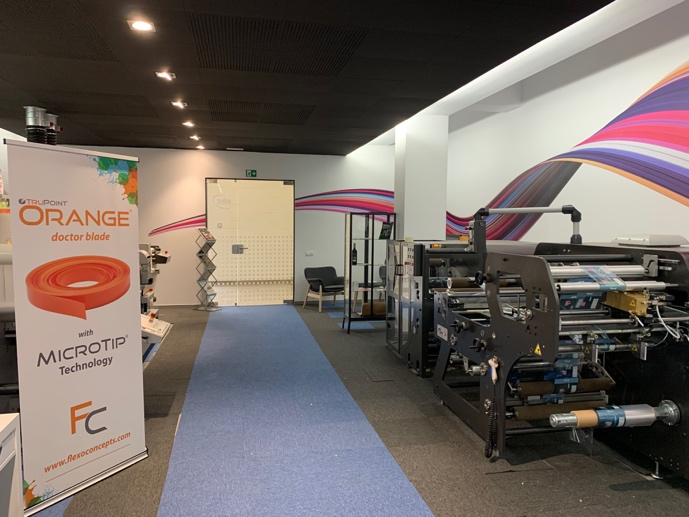 TRUPOINT
ORANGE®
doctor blade
with
MICROTIP®
Technology
FC
www.flexoconcepts.com